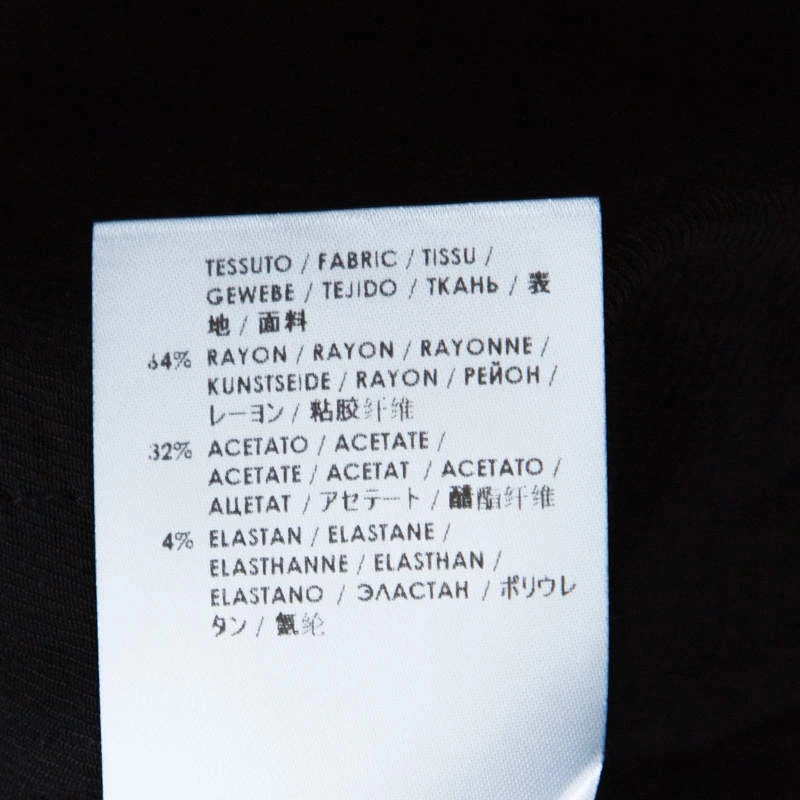 TESSUTO / FABRIC / TISSU /
GEWEBE / TEJIDO / ТКАНЬ / 表
地 / 面料
64% RAYON / RAYON / RAYONNE /
KUNSTSEIDE / RAYON / РЕЙОН /
レーヨン / 粘胶纤维
32% ACETATO / ACETATE /
ACETATE / ACETAT / ACETATO /
АЦЕТАТ / アセテート / 醋酯纤维
4% ELASTAN / ELASTANE /
ELASTHANNE / ELASTHAN /
ELASTANO / ЭЛАСТАН / ポリウレ
タン / 氨纶